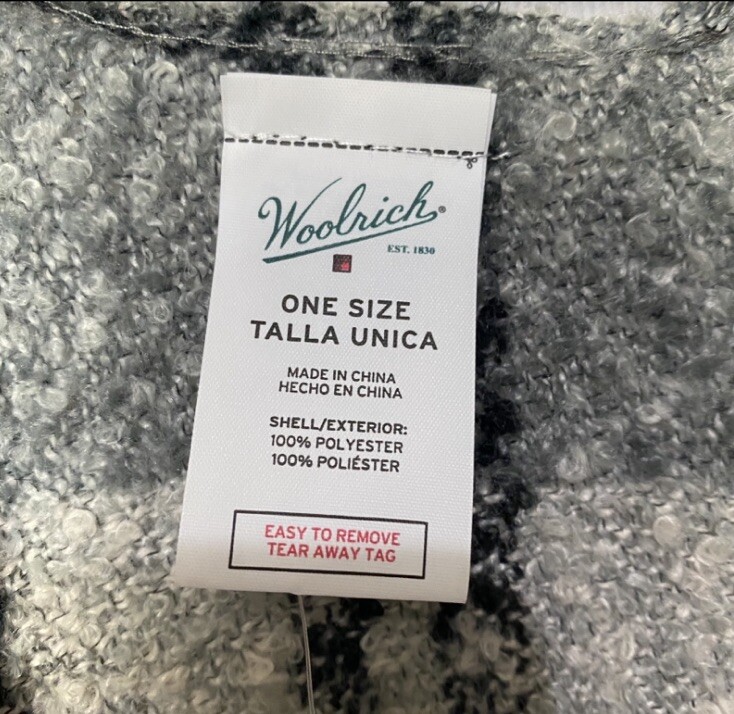 Woolrich®
EST. 1830
ONE SIZE
TALLA UNICA
MADE IN CHINA
HECHO EN CHINA
SHELL/EXTERIOR:
100% POLYESTER
100% POLIÉSTER
EASY TO REMOVE
TEAR AWAY TAG